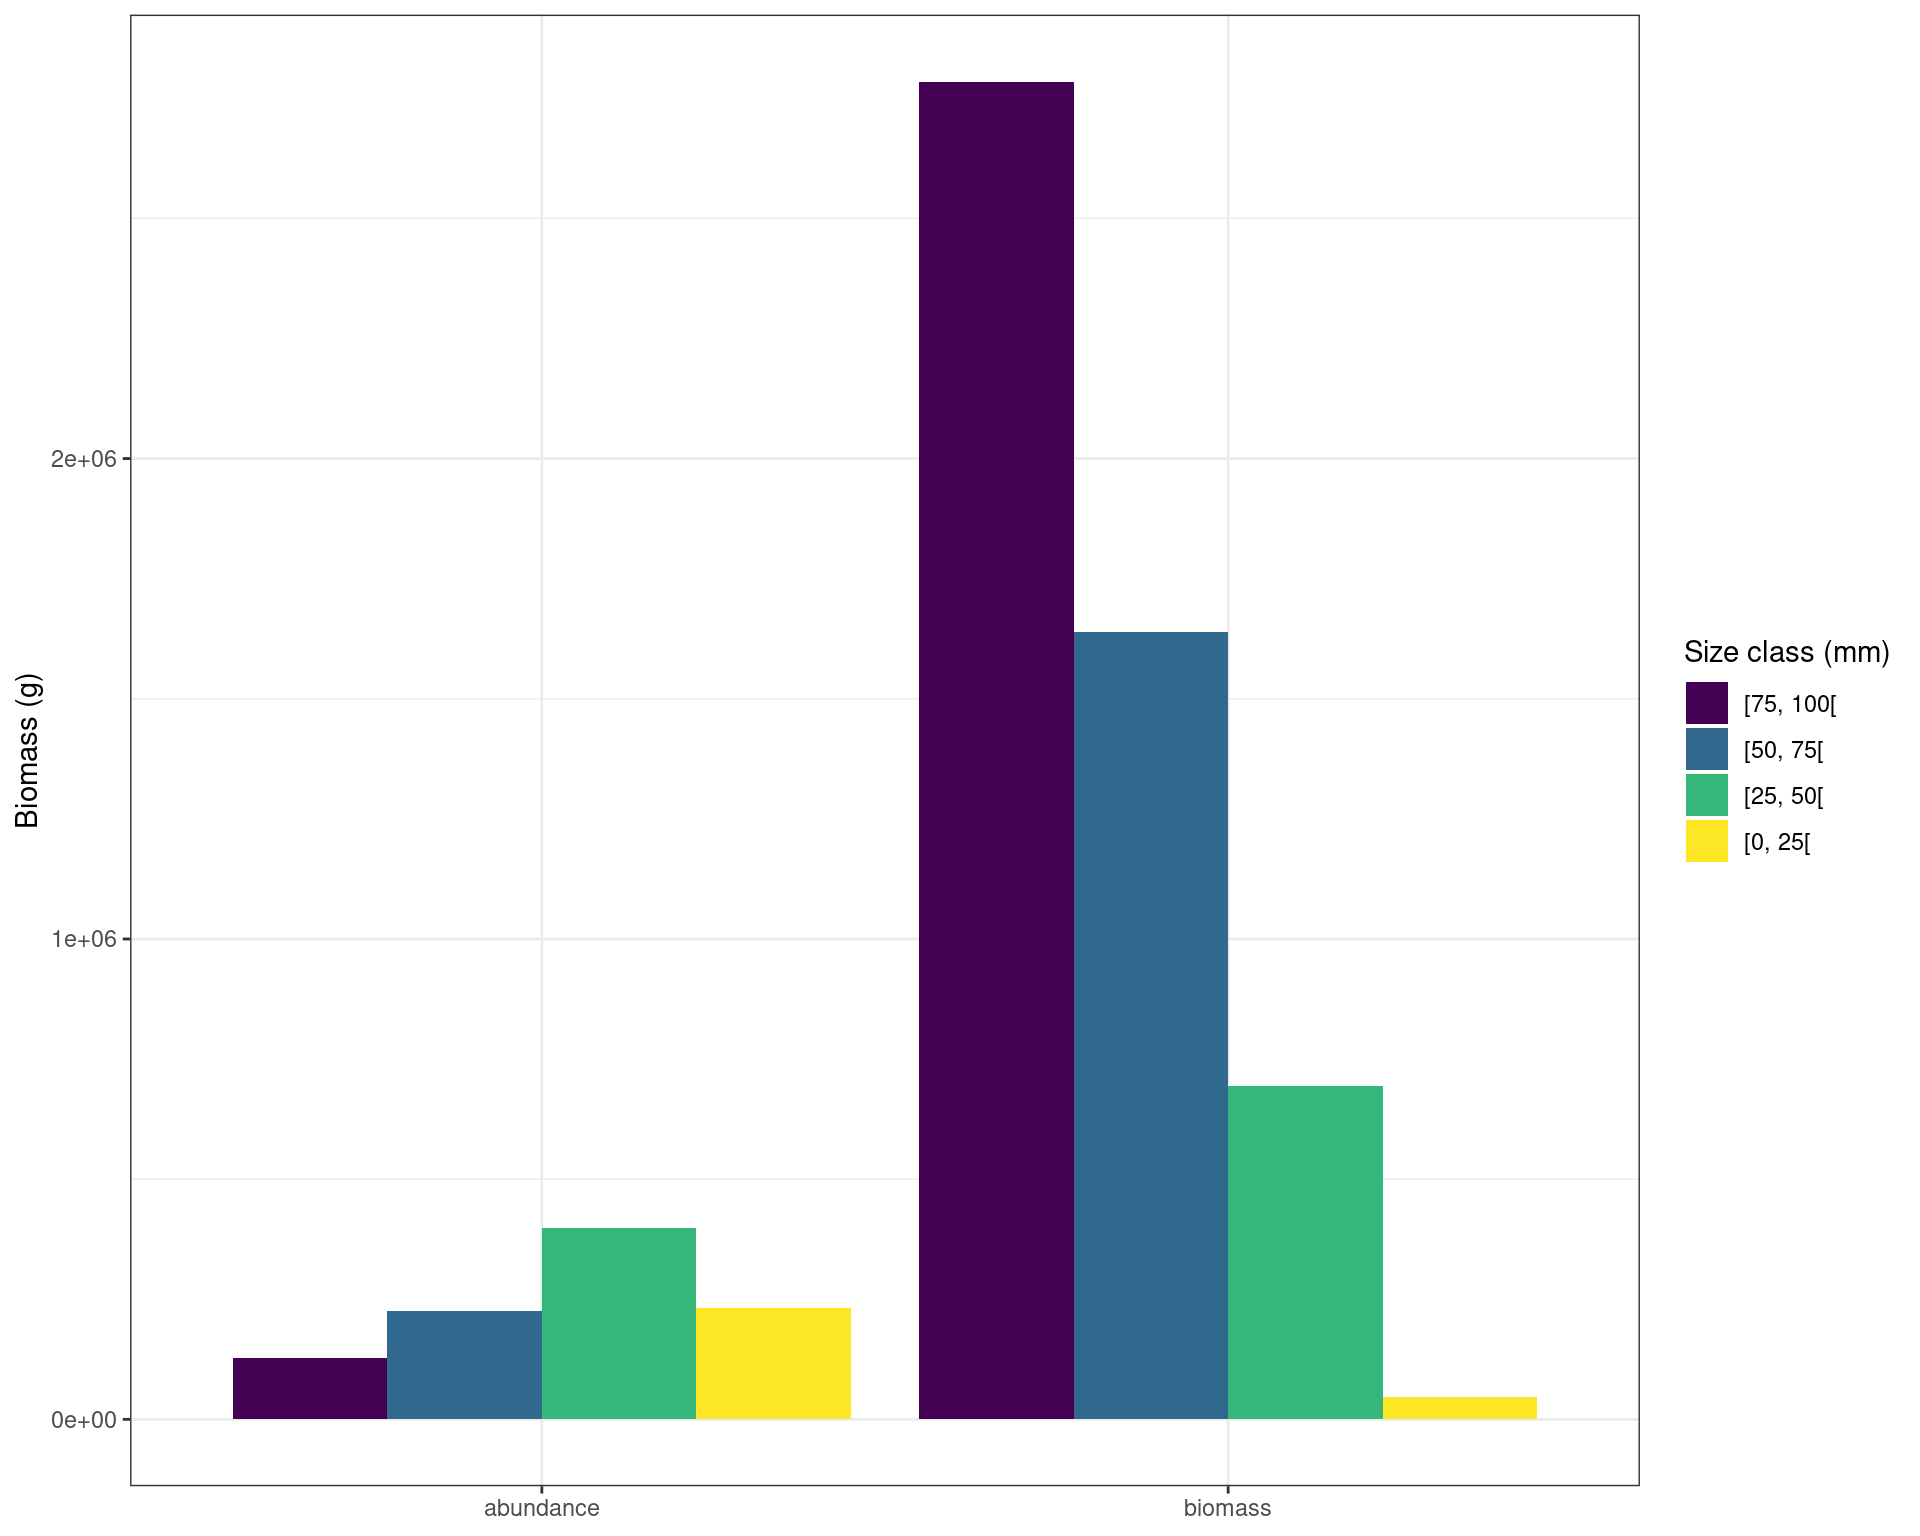 Biomass (g)
2e+06
1e+06
0e+00
abundance
biomass
Size class (mm)
[75, 100[
[50, 75[
[25, 50[
[0, 25[